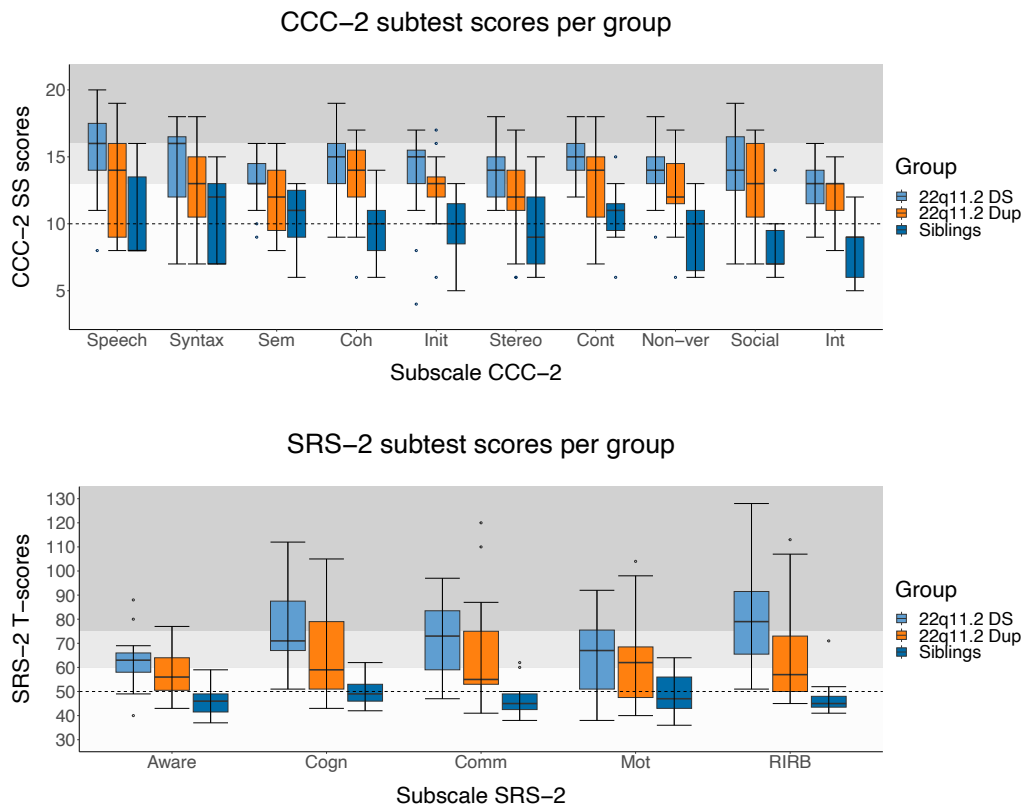 CCC−2 subtest scores per group
CCC−2 SS scores
20
15
10
5
Speech Syntax Sem Coh Init Stereo Cont Non−ver Social Int
Subscale CCC−2
Group
22q11.2 DS
22q11.2 Dup
Siblings
SRS−2 subtest scores per group
SRS−2 T−scores
130
120
110
100
90
80
70
60
50
40
30
Aware Cogn Comm Mot RIRB
Subscale SRS−2
Group
22q11.2 DS
22q11.2 Dup
Siblings